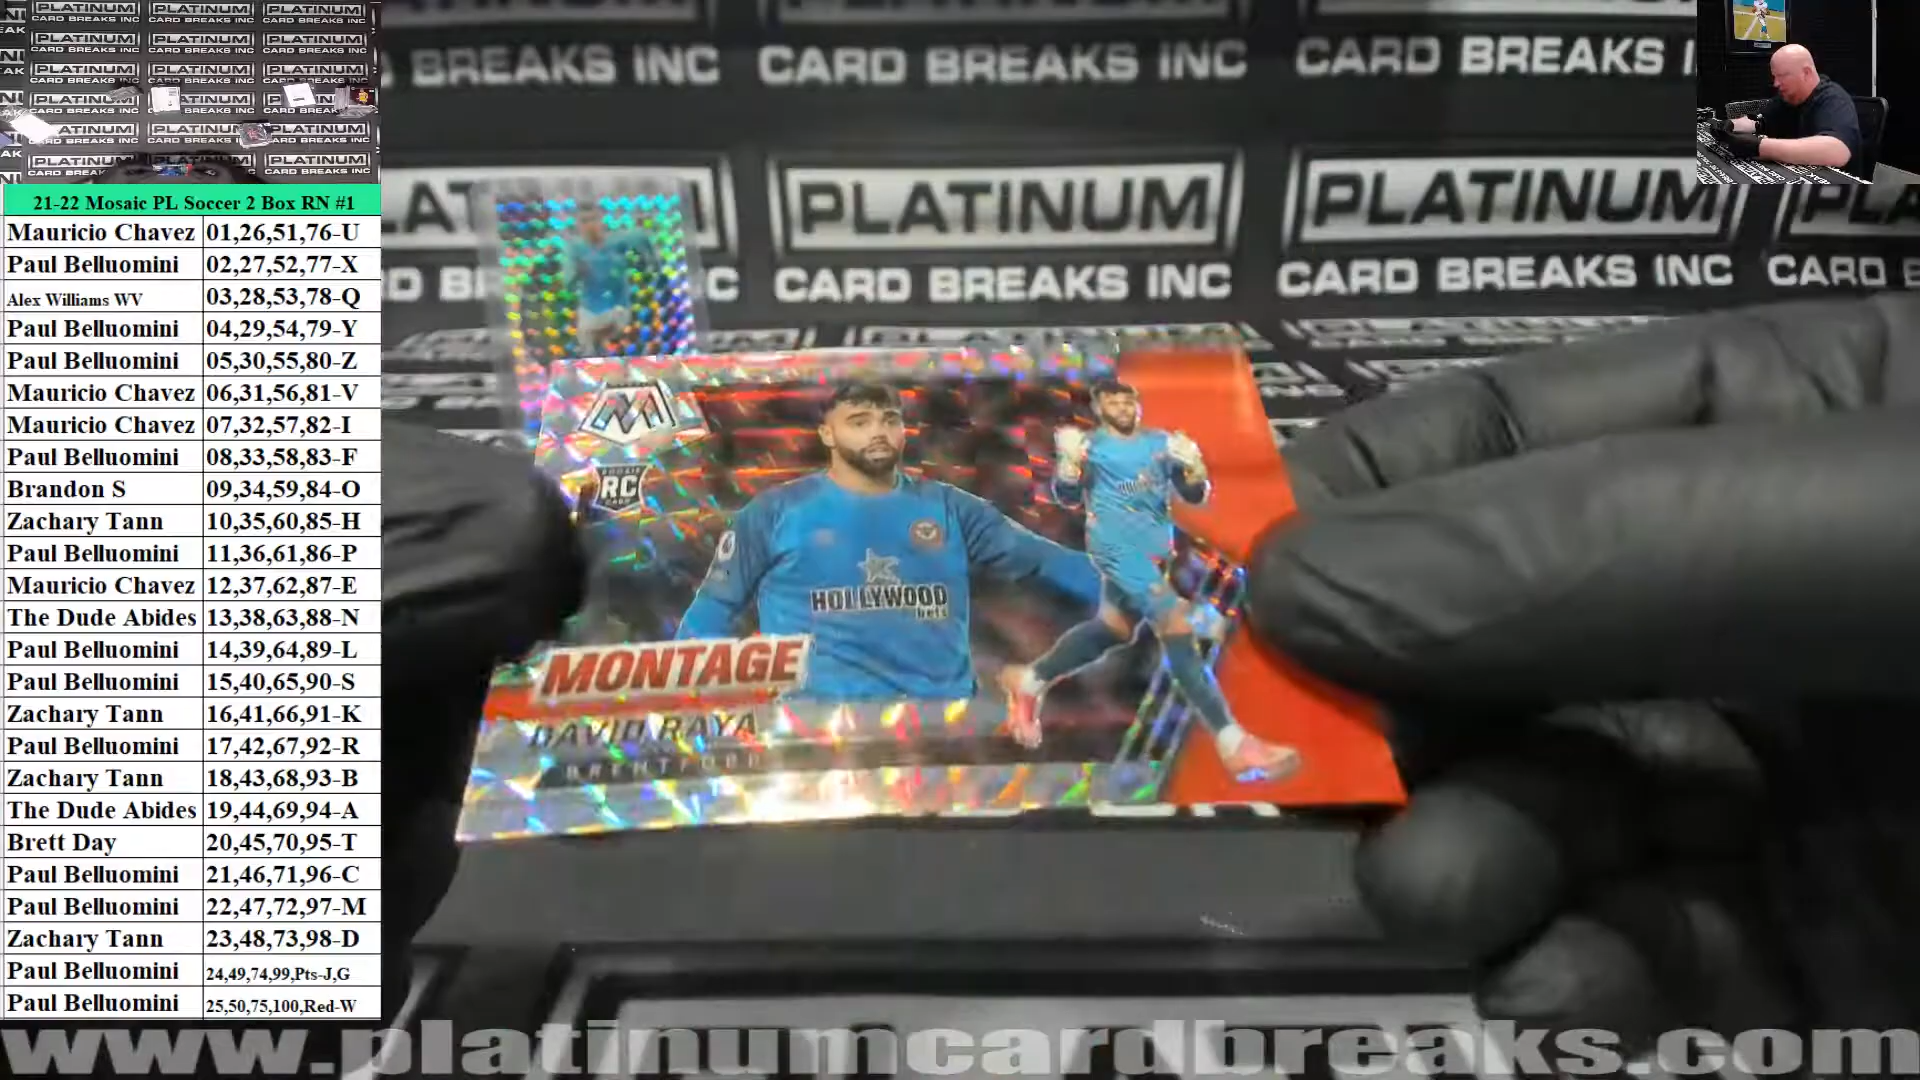 21-22 Mosaic PL Soccer 2 Box RN #1
Mauricio Chavez 01,26,51,76-U
Paul Belluomini 02,27,52,77-X
Alex Williams WV 03,28,53,78-Q
Paul Belluomini 04,29,54,79-Y
Paul Belluomini 05,30,55,80-Z
Mauricio Chavez 06,31,56,81-V
Mauricio Chavez 07,32,57,82-I
Paul Belluomini 08,33,58,83-F
Brandon S 09,34,59,84-O
Zachary Tann 10,35,60,85-H
Paul Belluomini 11,36,61,86-P
Mauricio Chavez 12,37,62,87-E
The Dude Abides 13,38,63,88-N
Paul Belluomini 14,39,64,89-L
Paul Belluomini 15,40,65,90-S
Zachary Tann 16,41,66,91-K
Paul Belluomini 17,42,67,92-R
Zachary Tann 18,43,68,93-B
The Dude Abides 19,44,69,94-A
Brett Day 20,45,70,95-T
Paul Belluomini 21,46,71,96-C
Paul Belluomini 22,47,72,97-M
Zachary Tann 23,48,73,98-D
Paul Belluomini 24,49,74,99,Pts-J,G
Paul Belluomini 25,50,75,100,Red-W
BREAKS INC CARD BREAKS INC CARD BREAKS
PLATINUM PLATINUM
CARD BREAKS INC CARD BREAKS INC CARD
RC
HOLLYWOOD
bets
MONTAGE
DAVID RAYA
BRENTFORD
www.platinumcardbreaks.com